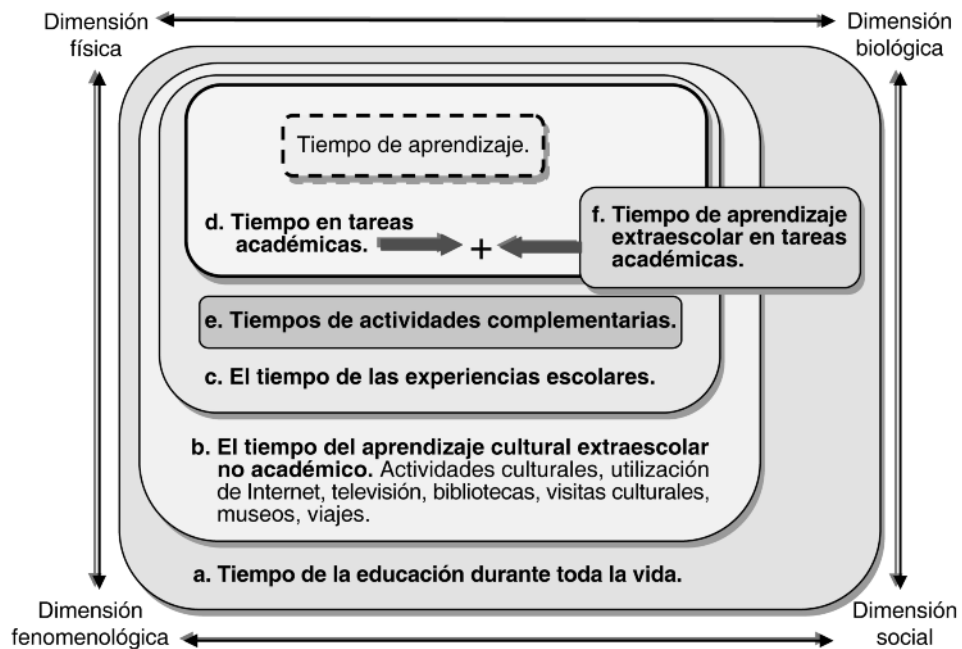 Dimensión
física
Dimensión
biológica
Tiempo de aprendizaje.
d. Tiempo en tareas
académicas.
+
f. Tiempo de aprendizaje
extraescolar en tareas
académicas.
e. Tiempos de actividades complementarias.
c. El tiempo de las experiencias escolares.
b. El tiempo del aprendizaje cultural extraescolar
no académico. Actividades culturales, utilización
de Internet, televisión, bibliotecas, visitas culturales,
museos, viajes.
a. Tiempo de la educación durante toda la vida.
Dimensión
fenomenológica
Dimensión
social